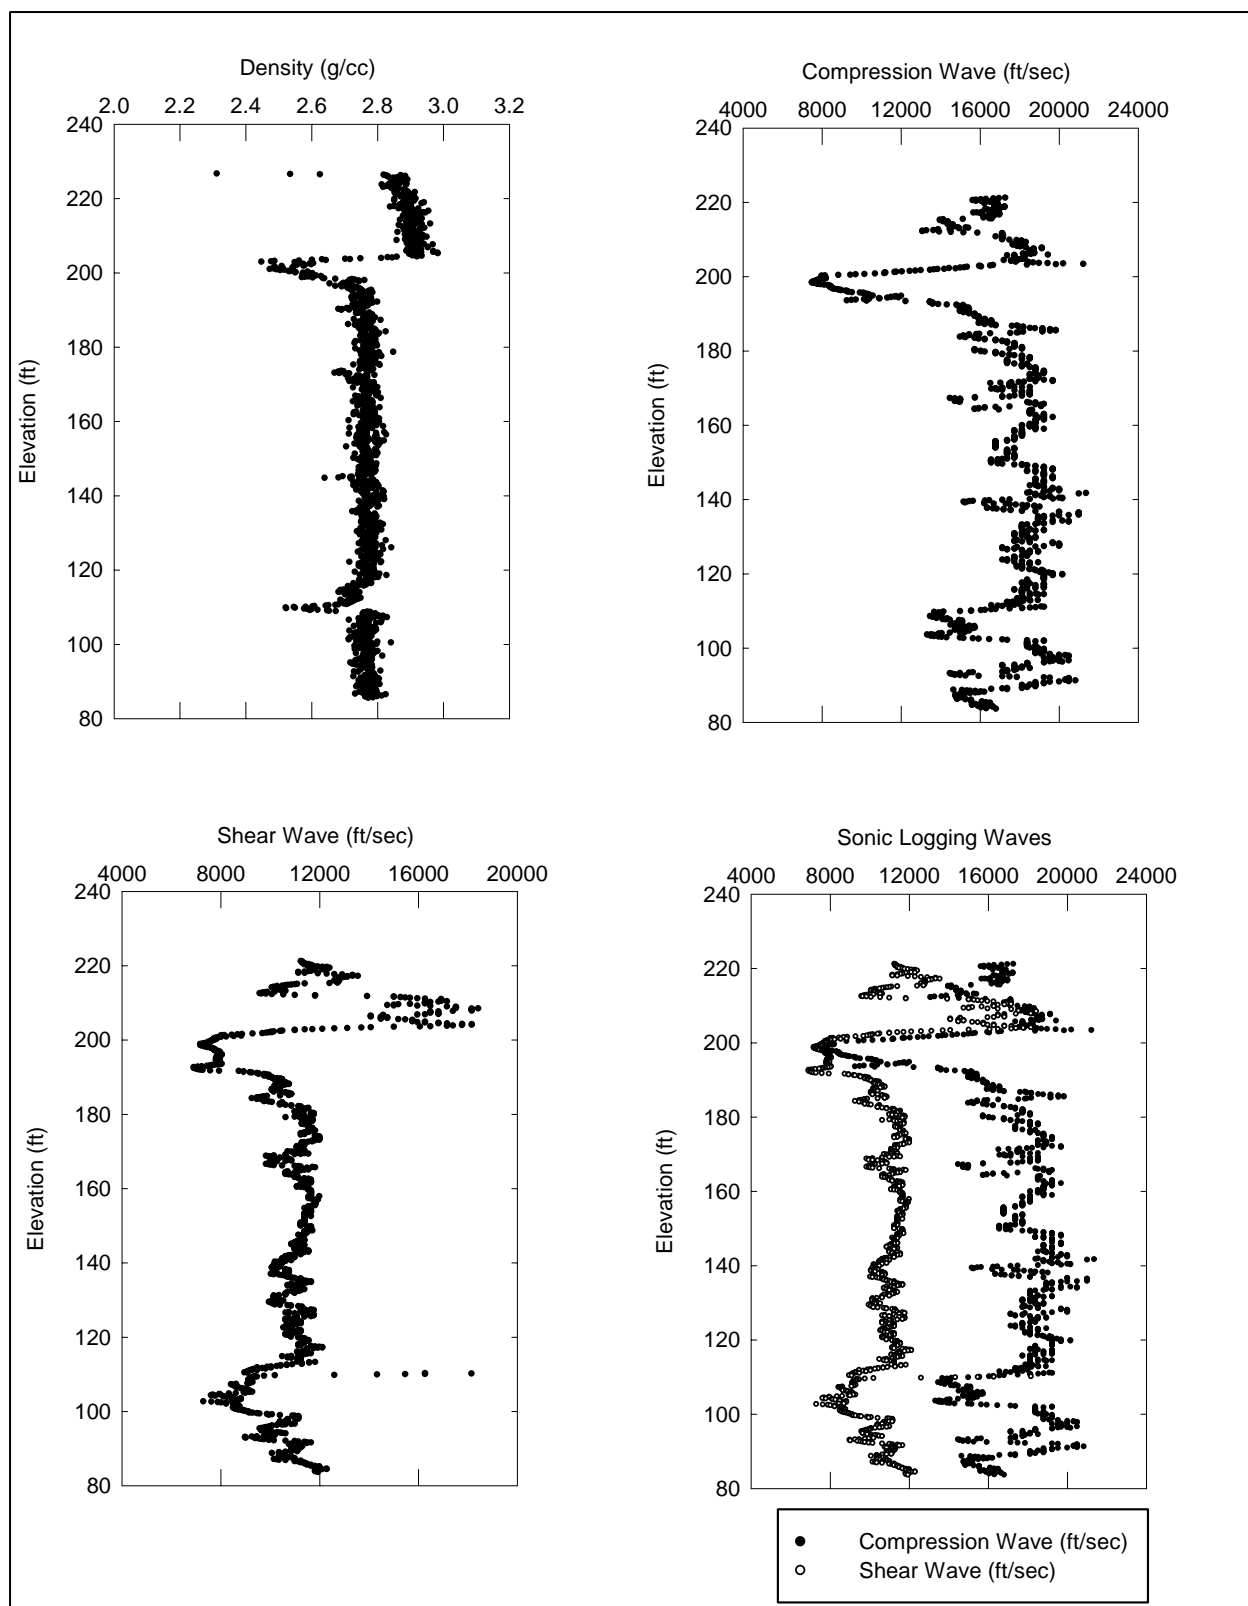 Density (g/cc)
2.0 2.2 2.4 2.6 2.8 3.0 3.2
Elevation (ft)
240
220
200
180
160
140
120
100
80
Compression Wave (ft/sec)
4000 8000 12000 16000 20000 24000
Elevation (ft)
240
220
200
180
160
140
120
100
80
Shear Wave (ft/sec)
4000 8000 12000 16000 20000
Elevation (ft)
240
220
200
180
160
140
120
100
80
Sonic Logging Waves
4000 8000 12000 16000 20000 24000
Elevation (ft)
240
220
200
180
160
140
120
100
80
Compression Wave (ft/sec)
Shear Wave (ft/sec)